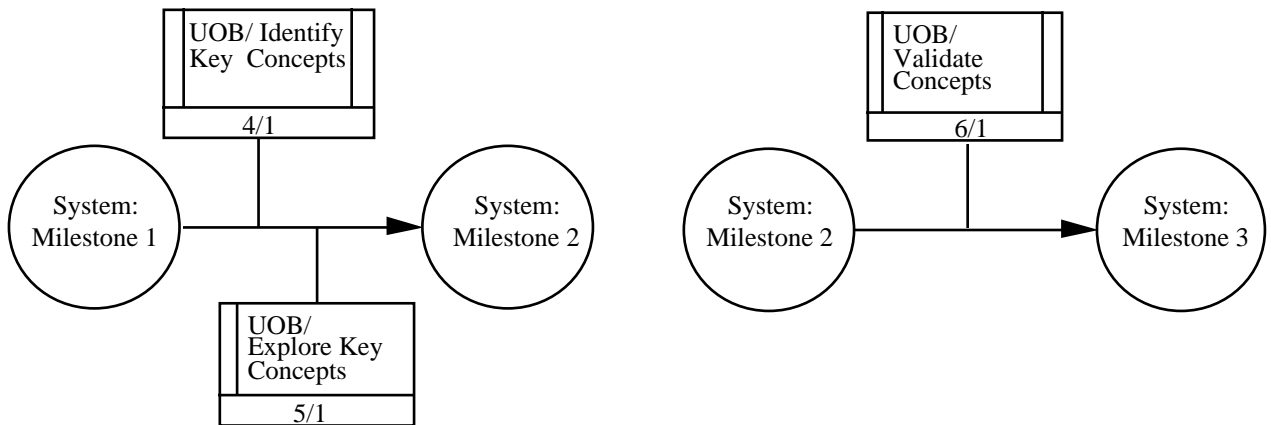 UOB/ Identify
Key Concepts
4/1
System:
Milestone 1
System:
Milestone 2
UOB/
Explore Key
Concepts
5/1
UOB/
Validate
Concepts
6/1
System:
Milestone 2
System:
Milestone 3